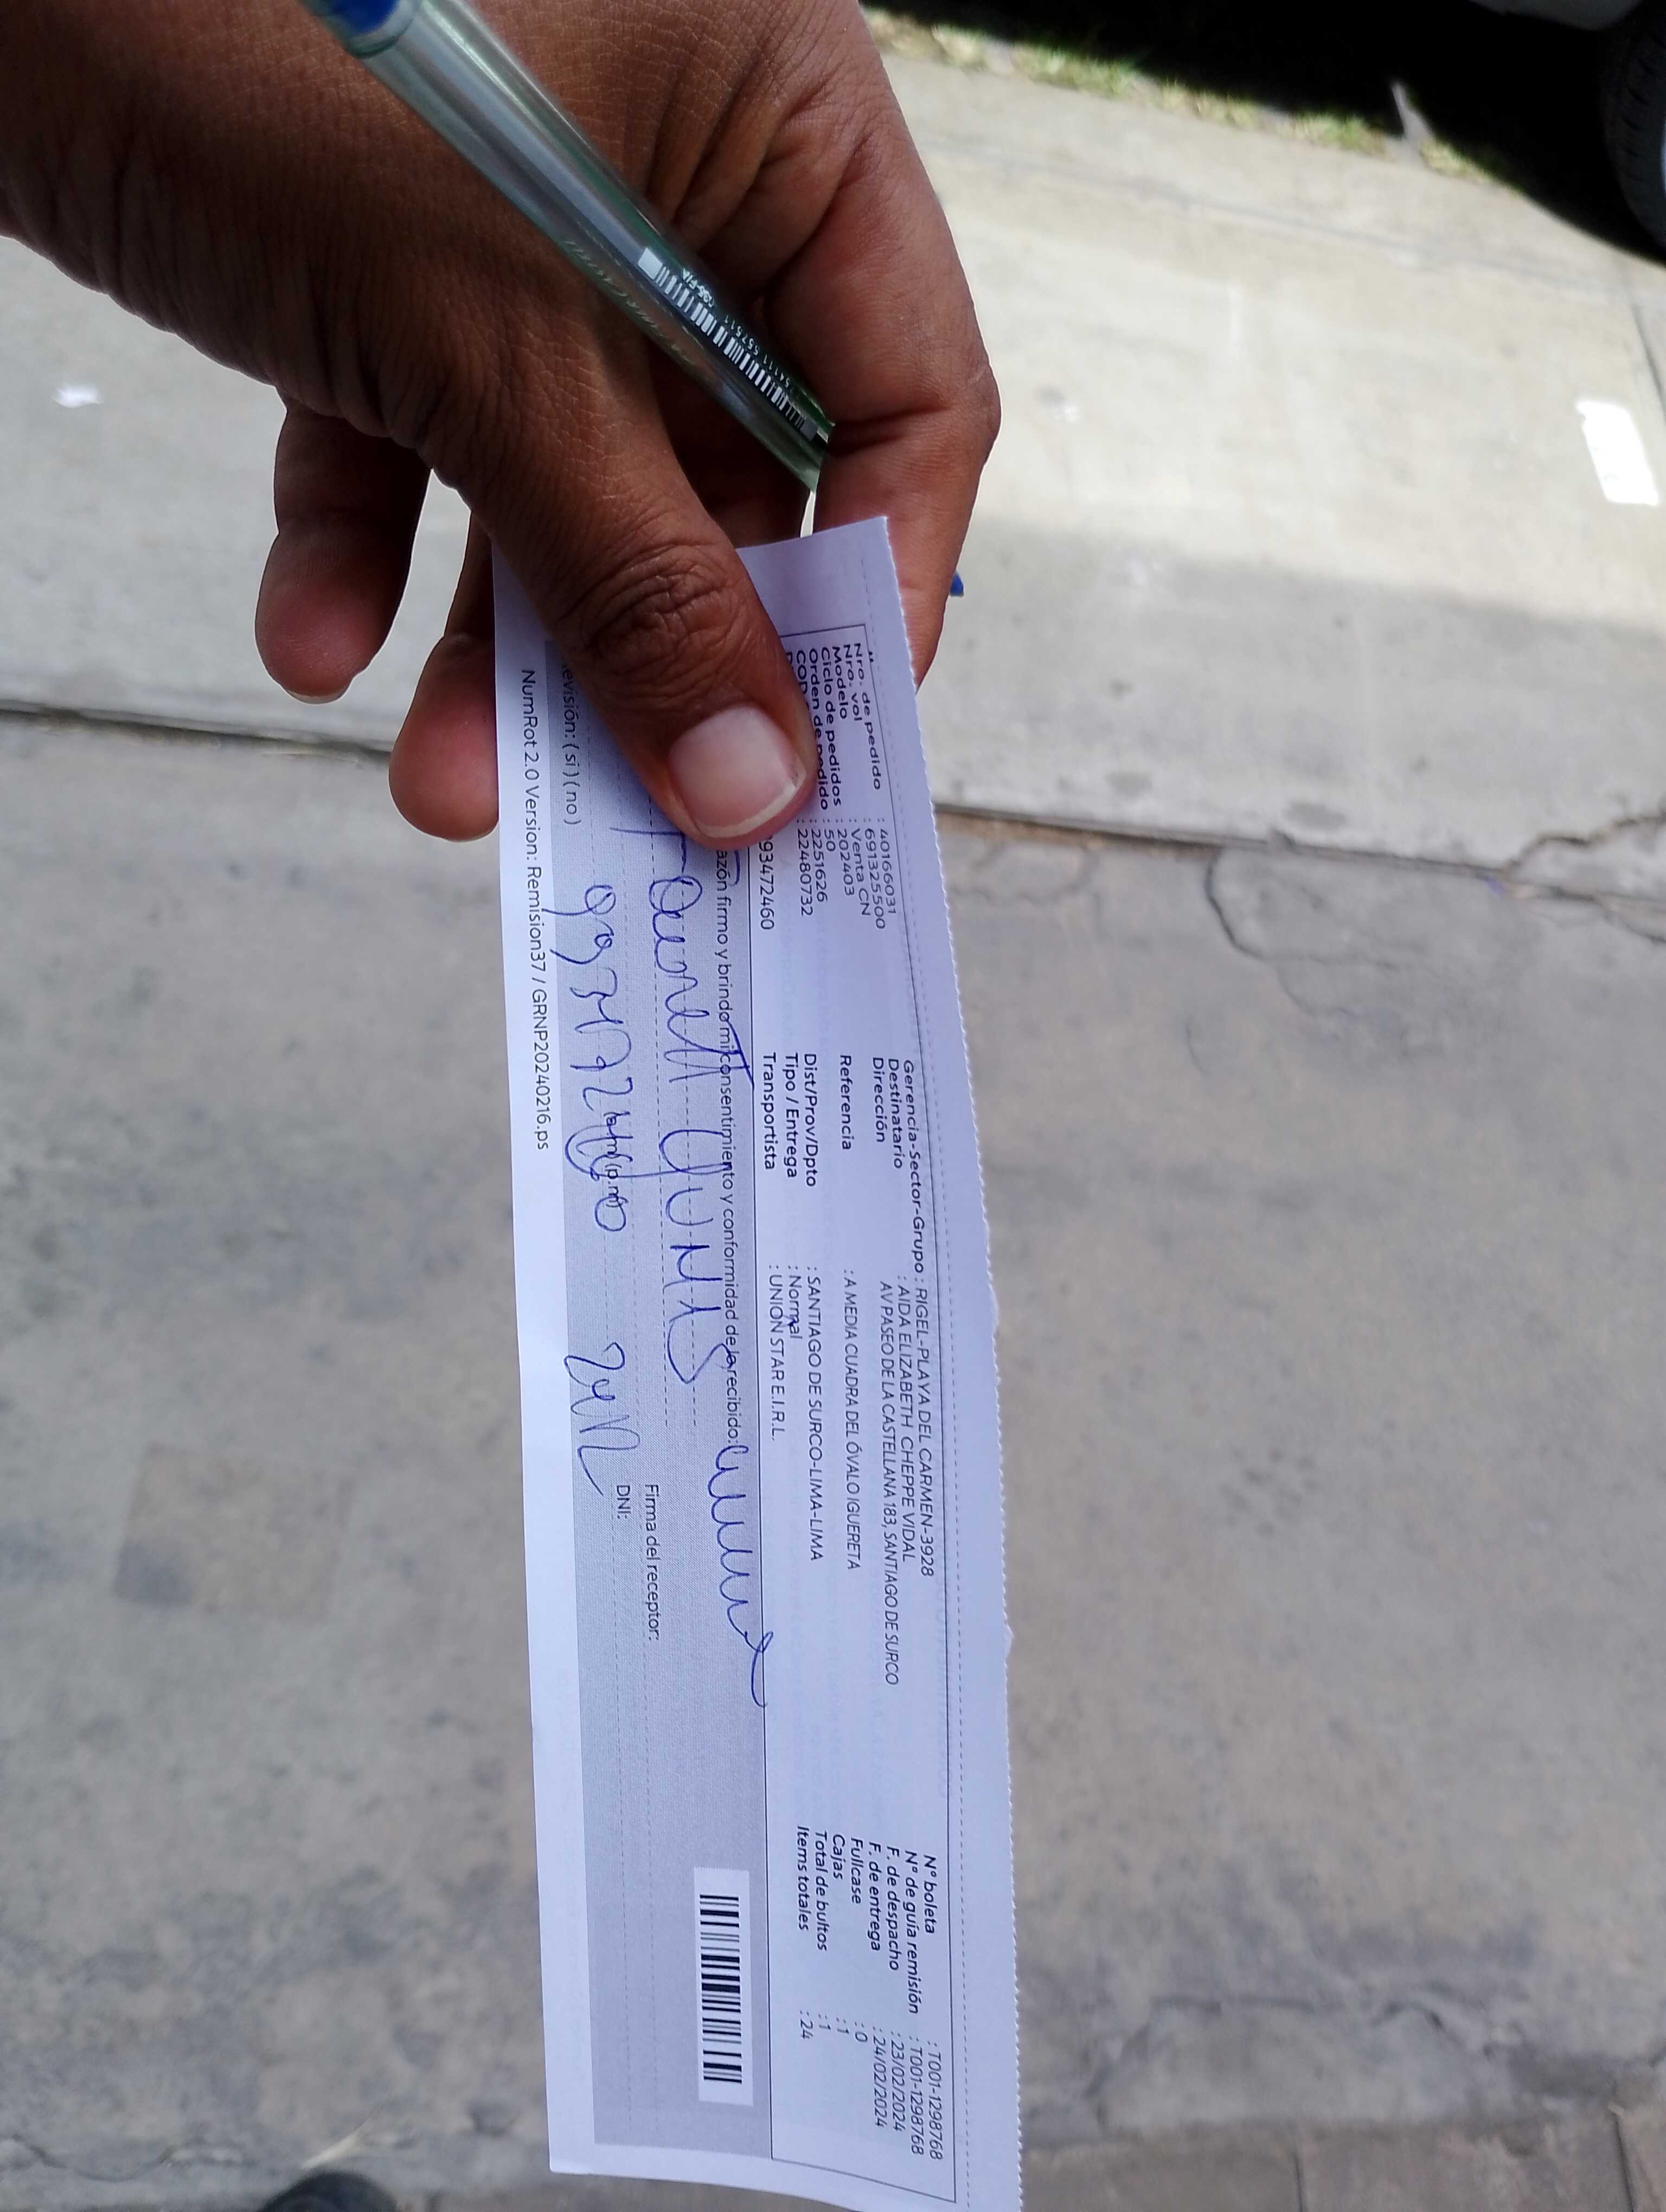 Nro. de pedido : 40166031
Nro. vol : 691325500
Modelo : Venta CN
Ciclo de pedidos : 202403
Orden de pedido : 50
: 2251626
: 22480732
93472460
Gerencia-Sector-Grupo : RIGEL-PLAYA DEL CARMEN-3928
Destinatario : AIDA ELIZABETH CHEPPE VIDAL
Dirección AV PASEO DE LA CASTELLANA 183, SANTIAGO DE SURCO
Referencia : A MEDIA CUADRA DEL ÓVALO IGUERETA
Dist/Prov/Dpto : SANTIAGO DE SURCO-LIMA-LIMA
Tipo / Entrega : Normal
Transportista : UNION STAR E.I.R.L.
N° boleta : T001-1298768
N° de guía remisión : T001-1298768
F. de despacho : 23/02/2024
F. de entrega : 24/02/2024
Fullcase : 0
Cajas : 1
Total de bultos : 1
Items totales : 24
azón firmo y brindo mi consentimiento y conformidad de lo recibido:
Firma del receptor:
DNI:
evisión: ( si ) ( no )
NumRot 2.0 Version: Remision37 / GRNP20240216.ps